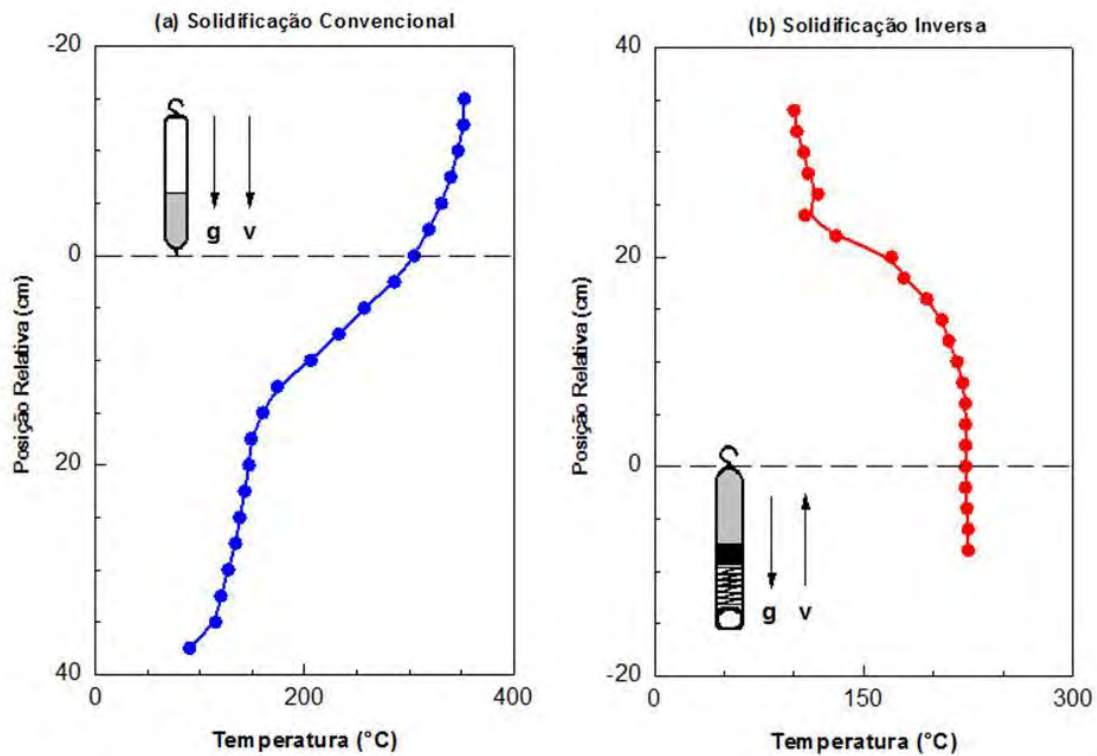 (a) Solidificação Convencional
(b) Solidificação Inversa
-20
0
20
40
Posição Relativa (cm)
g v
0 200 400
Temperatura (°C)
40
20
0
-20
Posição Relativa (cm)
g v
0 150 300
Temperatura (°C)